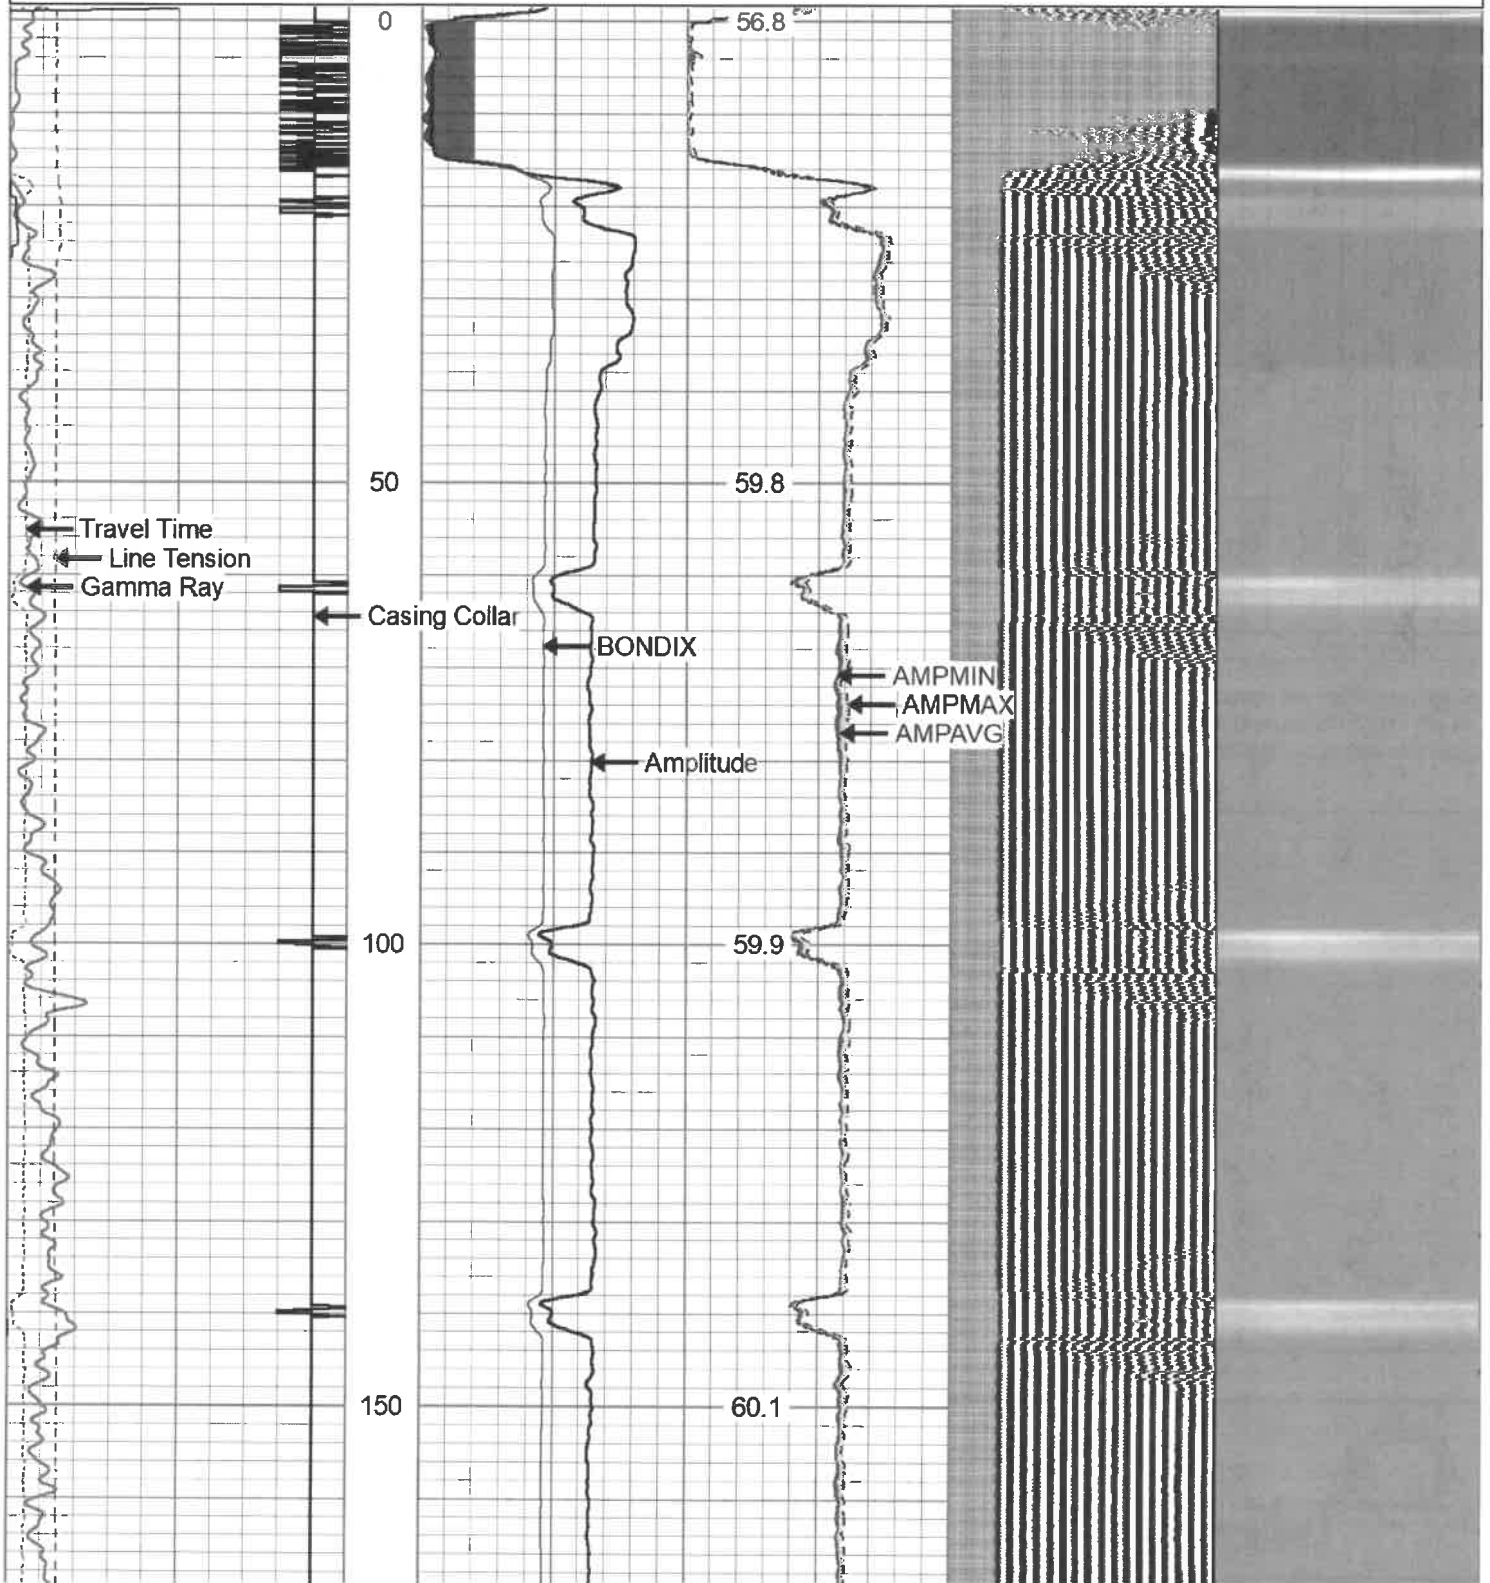 0
56.8
50
59.8
Travel Time
Line Tension
Gamma Ray
Casing Collar
BONDIX
AMPMIN
AMPMAX
AMPAVG
Amplitude
100
59.9
150
60.1